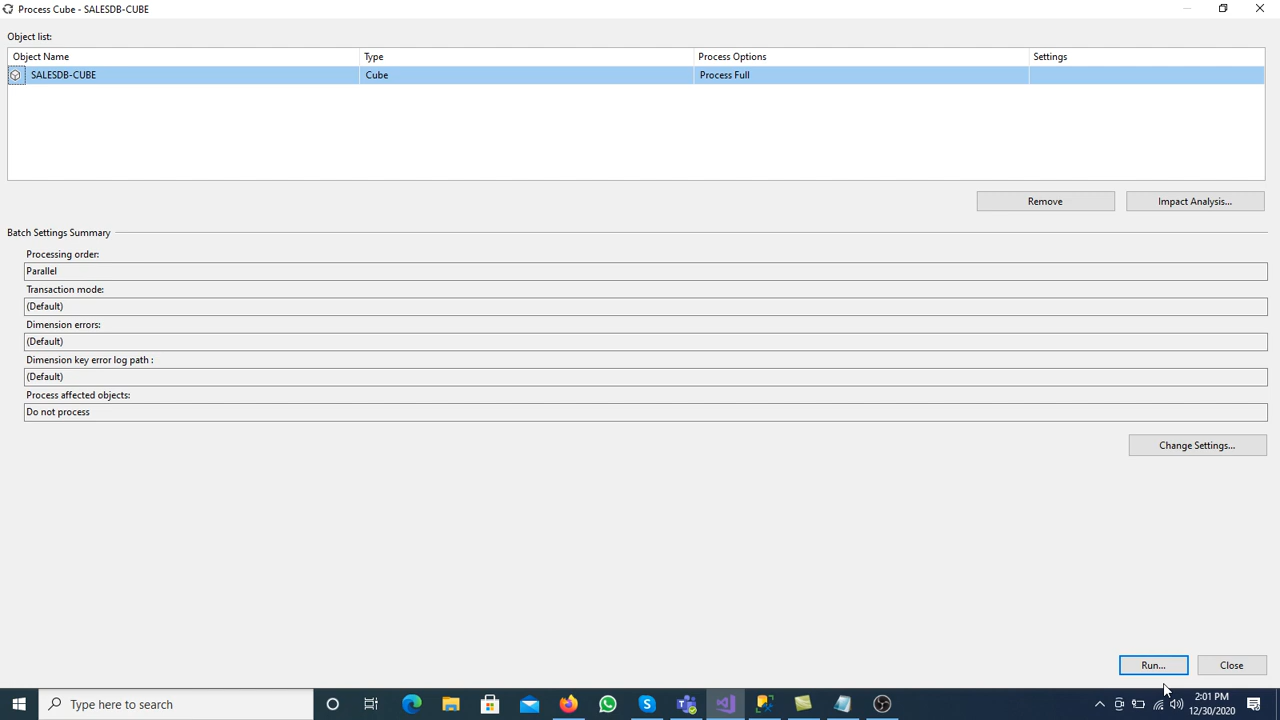 Process Cube - SALESDB-CUBE
Object list:
Object Name Type Process Options Settings
SALESDB-CUBE Cube Process Full
Remove Impact Analysis...
Batch Settings Summary
Processing order:
Parallel
Transaction mode:
(Default)
Dimension errors:
(Default)
Dimension key error log path :
(Default)
Process affected objects:
Do not process
Change Settings...
Run... Close
Type here to search
2:01 PM
12/30/2020